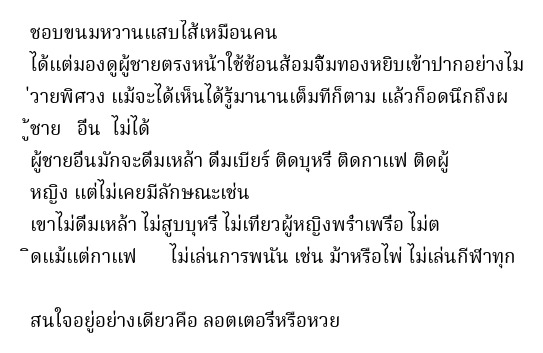 ชอบขนมหวานแสบไส้เหมือนคน
ได้แต่มองดูผู้ชายตรงหน้าใช้ช้อนส้อมจิ้มทองหยิบเข้าปากอย่างไม
่วายพิศวง แม้จะได้เห็นได้รู้มานานเต็มทีก็ตาม แล้วก็อดนึกถึงผ
ู้ชาย อื่น ไม่ได้
ผู้ชายอื่นมักจะดื่มเหล้า ดื่มเบียร์ ติดบุหรี่ ติดกาแฟ ติดผู้
หญิง แต่ไม่เคยมีลักษณะเช่น
เขาไม่ดื่มเหล้า ไม่สูบบุหรี่ ไม่เที่ยวผู้หญิงพร่ำเพรื่อ ไม่ต
ิดแม้แต่กาแฟ ไม่เล่นการพนัน เช่น ม้าหรือไพ่ ไม่เล่นกีฬาทุก
สนใจอยู่อย่างเดียวคือ ลอตเตอรี่หรือหวย